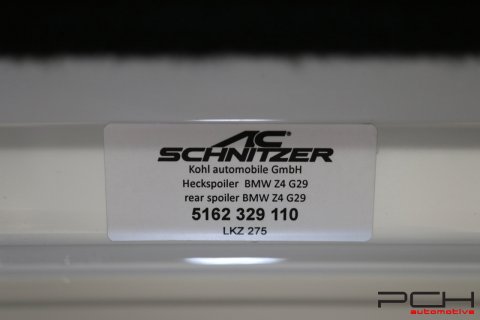 AC
SCHNITZER
Kohl automobile GmbH
Heckspoiler BMW Z4 G29
rear spoiler BMW Z4 G29
5162 329 110
LKZ 275
PCH
automotive